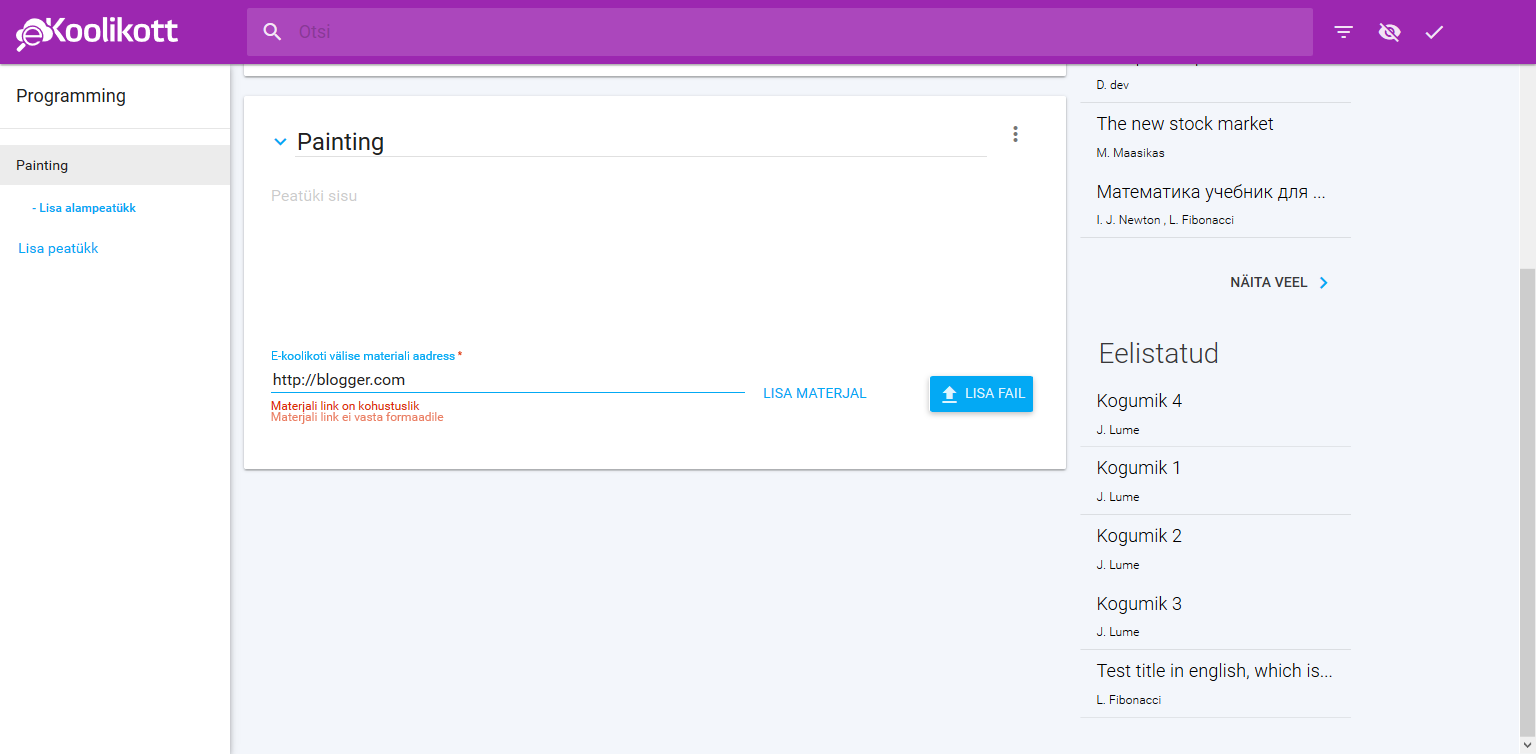 eKoolikott
Otsi
Programming
Painting
- Lisa alampeatükk
Lisa peatükk
Painting
Peatüki sisu
E-koolikoti välise materiali aadress *
http://blogger.com
LISA MATERJAL
LISA FAIL
Materjali link on kohustuslik
Materjali link ei vasta formaadile
D. dev
The new stock market
M. Maasikas
Математика учебник для ...
I. J. Newton , L. Fibonacci
NÄITA VEEL
Eelistatud
Kogumik 4
J. Lume
Kogumik 1
J. Lume
Kogumik 2
J. Lume
Kogumik 3
J. Lume
Test title in english, which is...
L. Fibonacci